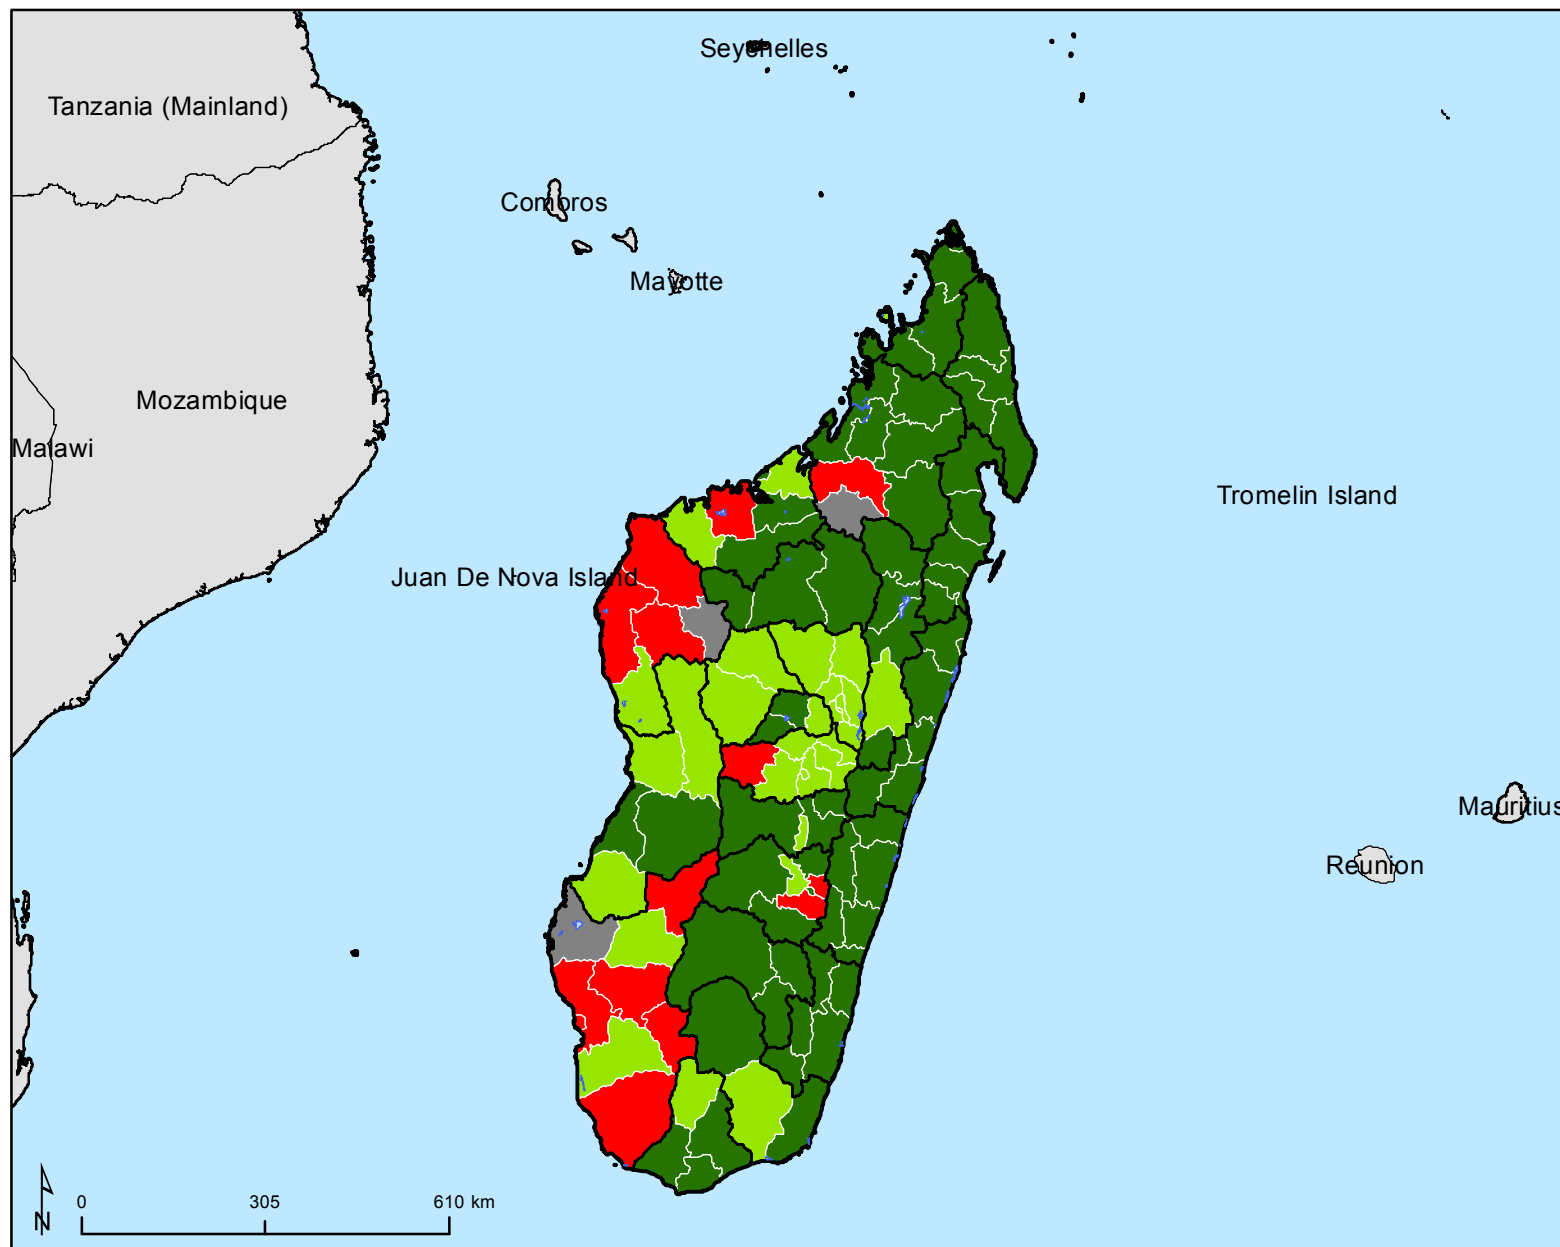 Seychelles
Tanzania (Mainland)
Comoros
Mayotte
Mozambique
Malawi
Tromelin Island
Juan De Nova Island
Mauritius
Reunion
0 305 610 km
N